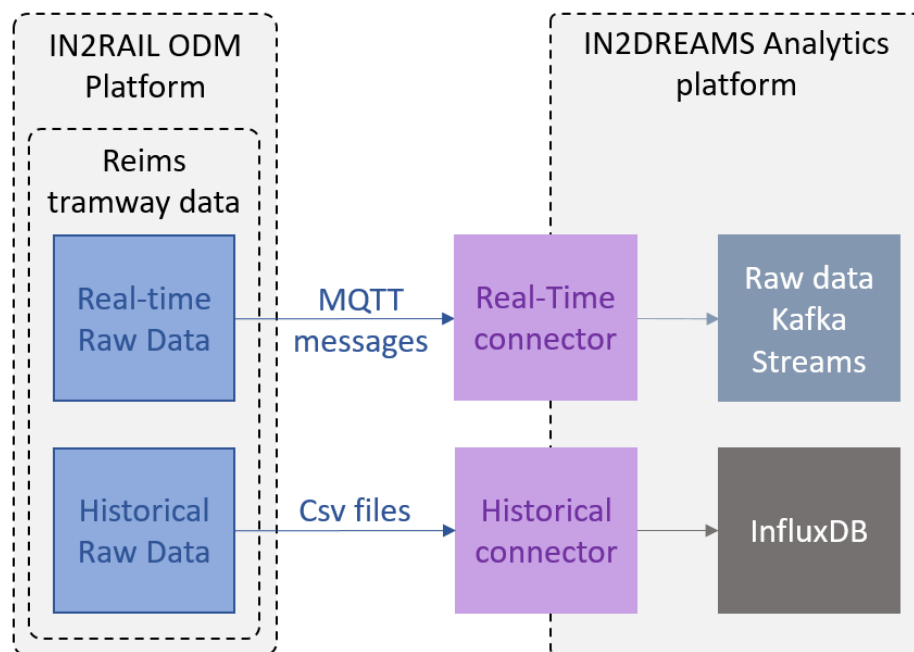 IN2RAIL ODM
Platform
IN2DREAMS Analytics
platform
Reims
tramway data
Real-time
Raw Data
MQTT
messages
Real-Time
connector
Raw data
Kafka
Streams
Historical
Raw Data
Csv files
Historical
connector
InfluxDB